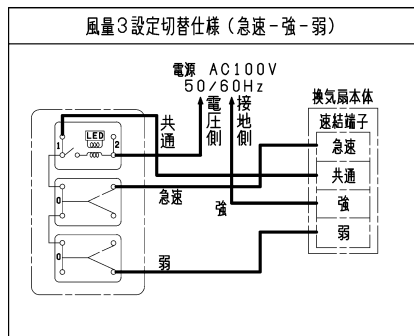 風量3設定切替仕様（急速－強－弱）
電源 AC100V
50/60Hz
電圧側
接地側
換気扇本体
速結端子
急速
共通
強
弱
LED
1
2
共通
0
急速
強
0
弱